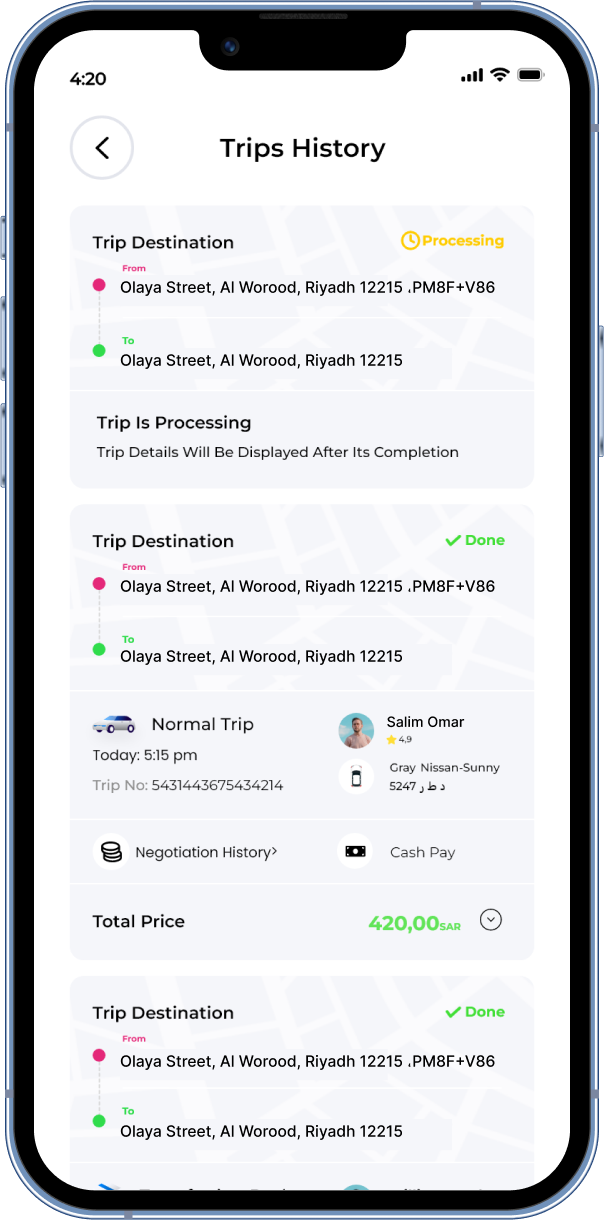 4:20
Trips History
Trip Destination
Processing
From
Olaya Street, Al Worood, Riyadh 12215 ،PM8F+V86
To
Olaya Street, Al Worood, Riyadh 12215
Trip Is Processing
Trip Details Will Be Displayed After Its Completion
Trip Destination
Done
From
Olaya Street, Al Worood, Riyadh 12215 ،PM8F+V86
To
Olaya Street, Al Worood, Riyadh 12215
Normal Trip
Salim Omar
4,9
Today: 5:15 pm
Gray Nissan-Sunny
Trip No: 5431443675434214
5247 د ط ر
Negotiation History>
Cash Pay
Total Price
420,00SAR
Trip Destination
Done
From
Olaya Street, Al Worood, Riyadh 12215 ،PM8F+V86
To
Olaya Street, Al Worood, Riyadh 12215